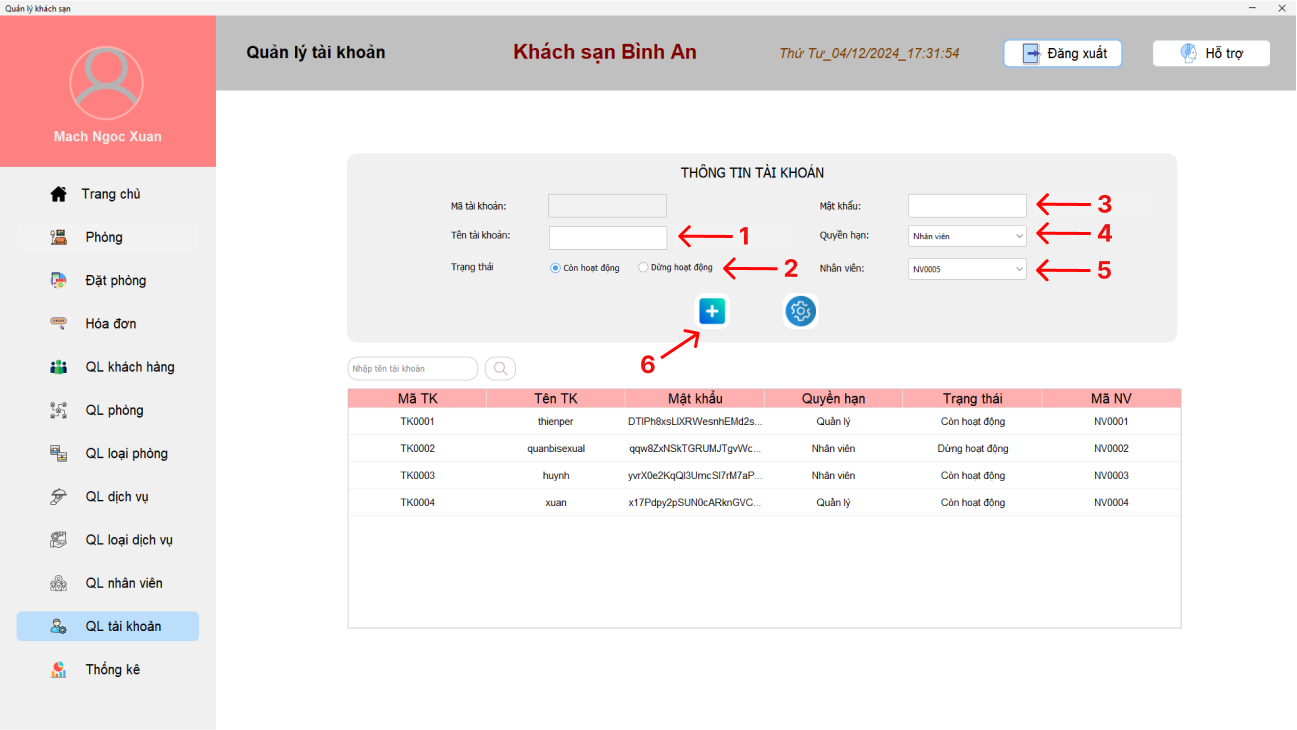 Quản lý khách sạn
Quản lý tài khoản
Khách sạn Bình An
Thứ Tư_04/12/2024_17:31:54
Đăng xuất
Hỗ trợ
Mach Ngoc Xuan
Trang chủ
Phòng
Đặt phòng
Hóa đơn
QL khách hàng
QL phòng
QL loại phòng
QL dịch vụ
QL loại dịch vụ
QL nhân viên
QL tài khoản
Thống kê
THÔNG TIN TÀI KHOẢN
Mã tài khoản:
Mật khẩu: 3
Tên tài khoản: 1
Quyền hạn: Nhân viên 4
Trạng thái Còn hoạt động Dừng hoạt động 2
Nhân viên: NV0005 5
6
Nhập tên tài khoản
Mã TK Tên TK Mật khẩu Quyền hạn Trạng thái Mã NV
TK0001 thienper DTlPh8xsLlXRWesnhEMd2s... Quản lý Còn hoạt động NV0001
TK0002 quanbisexual qqw8ZxNSkTGRUMJTgvWc... Nhân viên Dừng hoạt động NV0002
TK0003 huynh yvrX0e2KqQl3UmcSl7rM7aP... Nhân viên Còn hoạt động NV0003
TK0004 xuan x17Pdpy2pSUN0cARknGVC... Quản lý Còn hoạt động NV0004